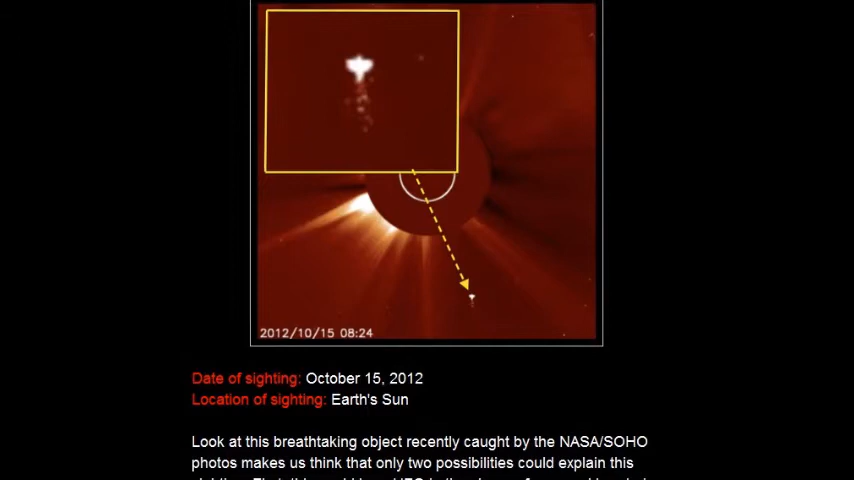 2012/10/15 08:24
Date of sighting: October 15, 2012
Location of sighting: Earth's Sun
Look at this breathtaking object recently caught by the NASA/SOHO
photos makes us think that only two possibilities could explain this